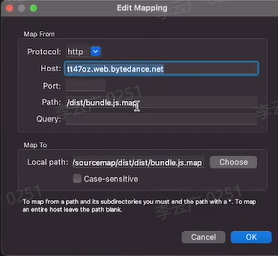 Edit Mapping
Map From
Protocol: http
Host: tt47oz.web.bytedance.net
Port:
Path: /dist/bundle.js.map
Query:
Map To
Local path: /sourcemap/dist/dist/bundle.js.map Choose
Case-sensitive
To map from a path and its subdirectories you must end the path with a *. To map an entire host leave the path blank.
Cancel OK
0251